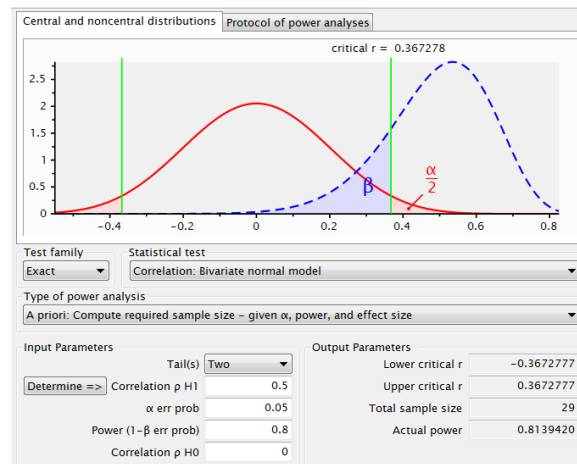 Central and noncentral distributions Protocol of power analyses
critical r = 0.367278
2.5
2
1.5
1
0.5
0
β
α
2
-0.4 -0.2 0 0.2 0.4 0.6 0.8
Test family Statistical test
Exact Correlation: Bivariate normal model
Type of power analysis
A priori: Compute required sample size – given α, power, and effect size
Input Parameters Output Parameters
Tail(s) Two Lower critical r -0.3672777
Determine => Correlation ρ H1 0.5 Upper critical r 0.3672777
α err prob 0.05 Total sample size 29
Power (1-β err prob) 0.8 Actual power 0.8139420
Correlation ρ H0 0